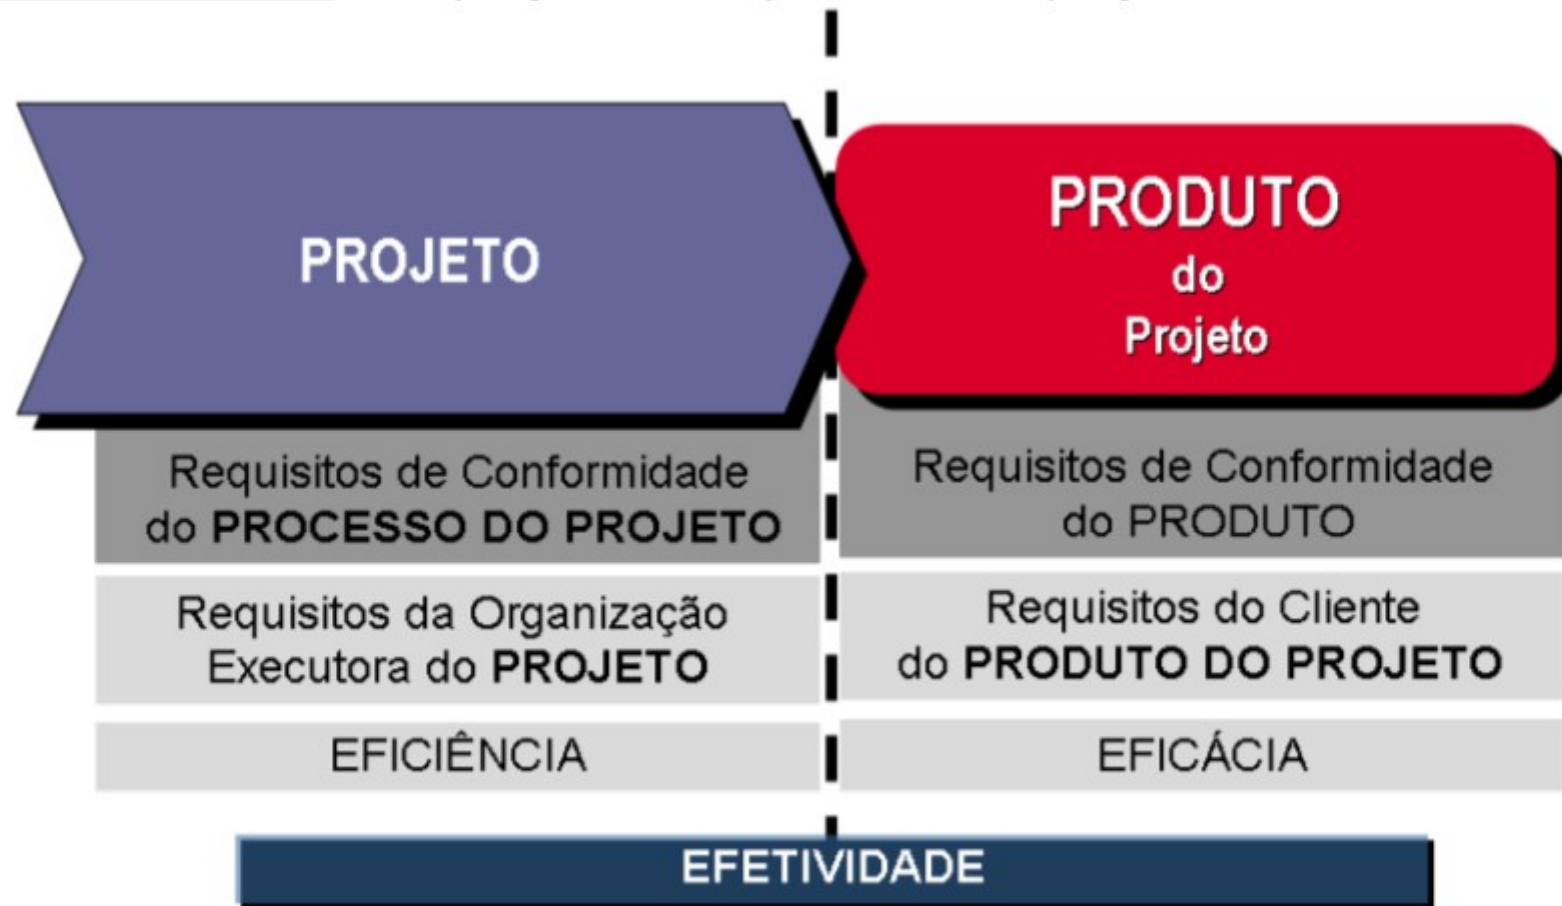 PROJETO
PRODUTO
do
Projeto
Requisitos de Conformidade
do PROCESSO DO PROJETO
Requisitos de Conformidade
do PRODUTO
Requisitos da Organização
Executora do PROJETO
Requisitos do Cliente
do PRODUTO DO PROJETO
EFICIÊNCIA
EFICÁCIA
EFETIVIDADE